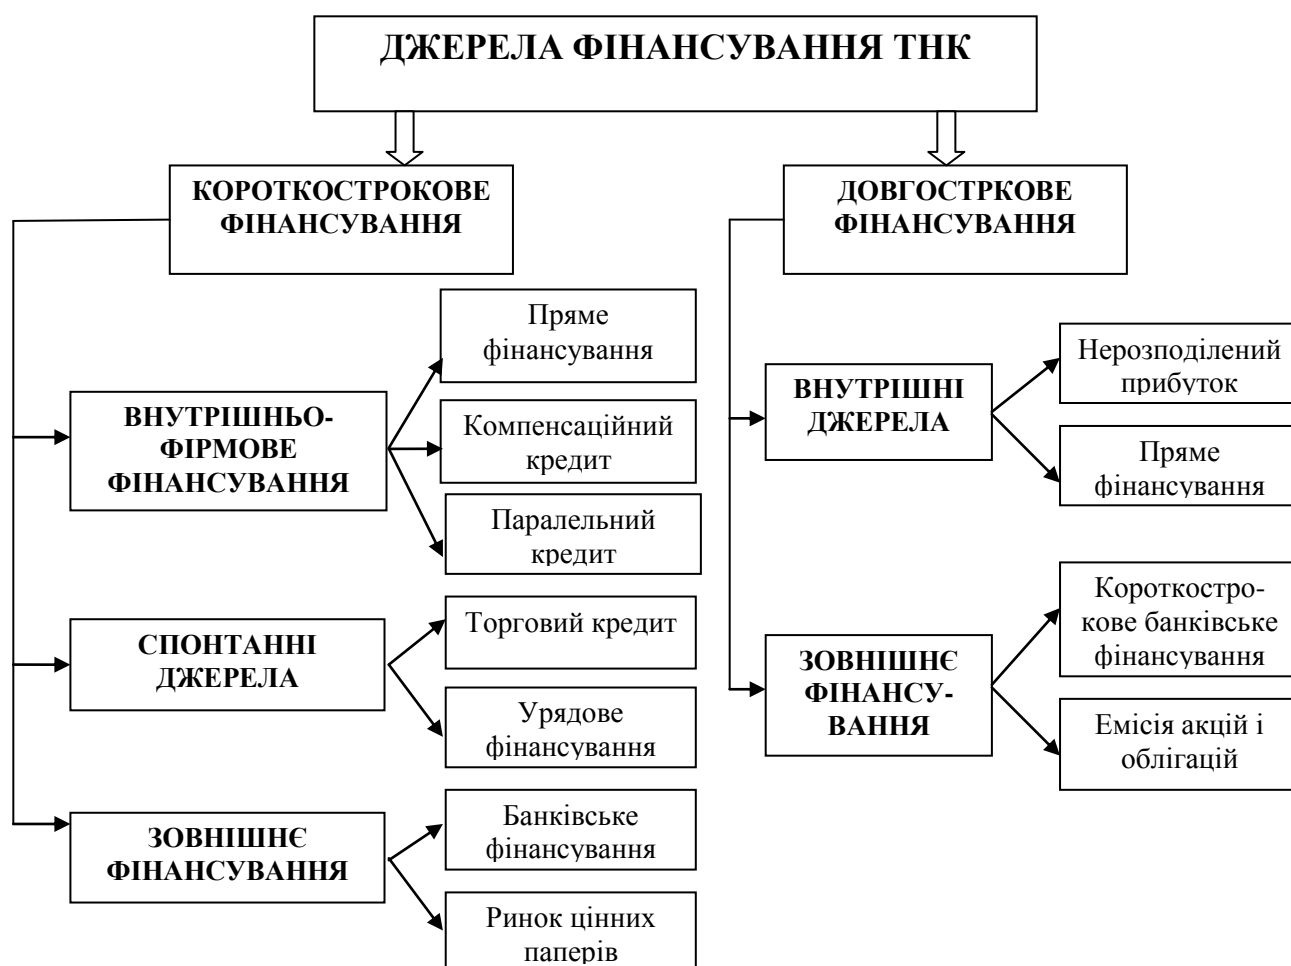 ДЖЕРЕЛА ФІНАНСУВАННЯ ТНК
КОРОТКОСТРОКОВЕ
ФІНАНСУВАННЯ
ДОВГОСТРКОВЕ
ФІНАНСУВАННЯ
ВНУТРІШНЬО-
ФІРМОВЕ
ФІНАНСУВАННЯ
Пряме
фінансування
Компенсаційний
кредит
Паралельний
кредит
СПОНТАННІ
ДЖЕРЕЛА
Торговий кредит
Урядове
фінансування
ЗОВНІШНЄ
ФІНАНСУВАННЯ
Банківське
фінансування
Ринок цінних
паперів
ВНУТРІШНІ
ДЖЕРЕЛА
Нерозподілений
прибуток
Пряме
фінансування
ЗОВНІШНЄ
ФІНАНСУ-
ВАННЯ
Короткостро-
кове банківське
фінансування
Емісія акцій і
облігацій